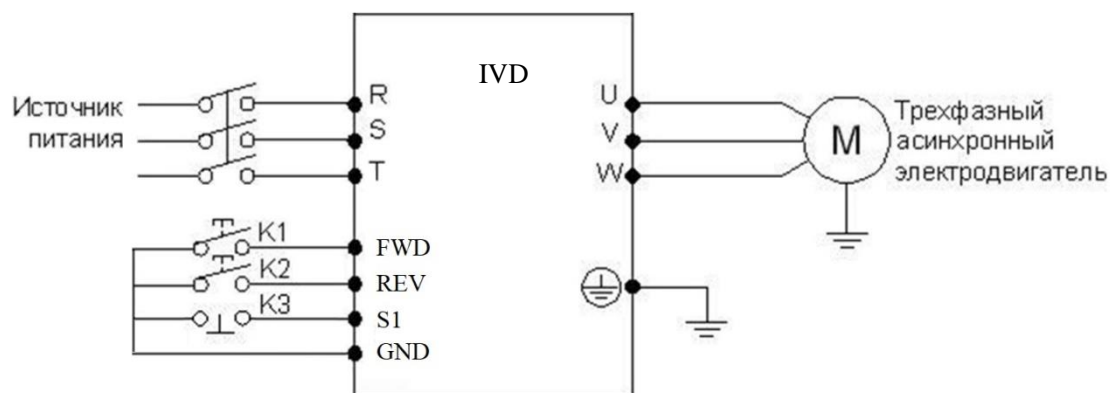 IVD
Источник
питания
R
S
T
U
V
W
M
Трехфазный
асинхронный
электродвигатель
K1
K2
K3
FWD
REV
S1
GND